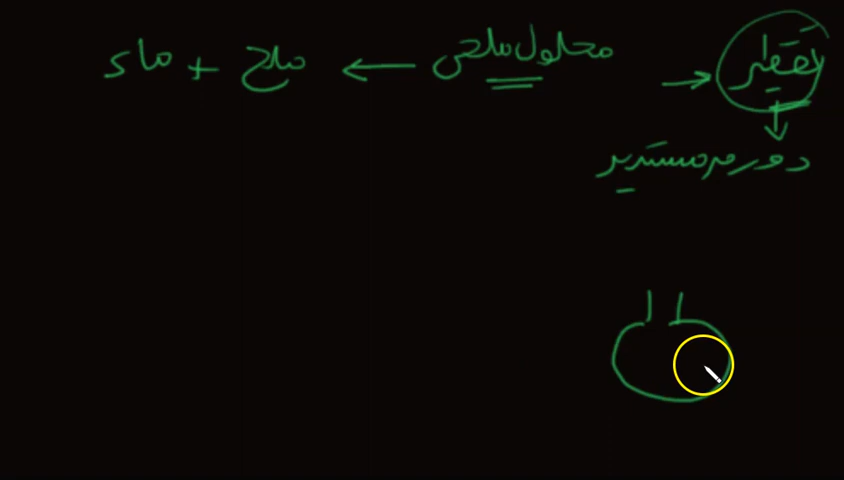 تقطير → محلول ملحي ← ملح + ماء
دورق مستدير